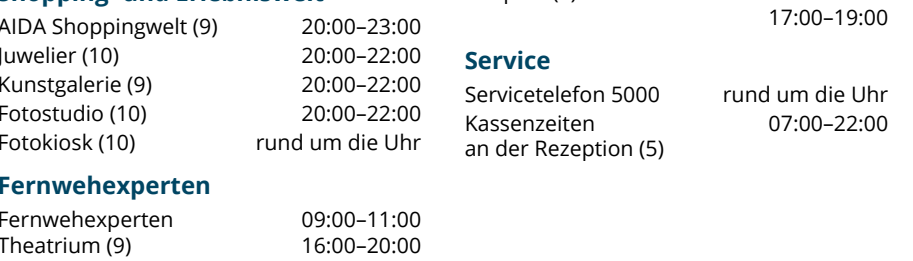 AIDA Shoppingwelt (9) 20:00–23:00
Juwelier (10) 20:00–22:00
Kunstgalerie (9) 20:00–22:00
Fotostudio (10) 20:00–22:00
Fotokiosk (10) rund um die Uhr
Fernwehexperten
Fernwehexperten 09:00–11:00
Theatrium (9) 16:00–20:00
17:00–19:00
Service
Servicetelefon 5000 rund um die Uhr
Kassenzeiten 07:00–22:00
an der Rezeption (5)